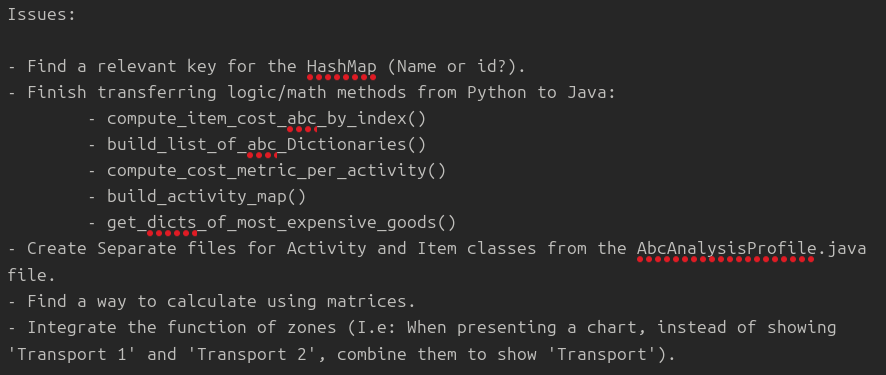 Issues:

- Find a relevant key for the HashMap (Name or id?).
- Finish transferring logic/math methods from Python to Java:
        - compute_item_cost_abc_by_index()
        - build_list_of_abc_Dictionaries()
        - compute_cost_metric_per_activity()
        - build_activity_map()
        - get_dicts_of_most_expensive_goods()
- Create Separate files for Activity and Item classes from the AbcAnalysisProfile.java
file.
- Find a way to calculate using matrices.
- Integrate the function of zones (I.e: When presenting a chart, instead of showing
'Transport 1' and 'Transport 2', combine them to show 'Transport').